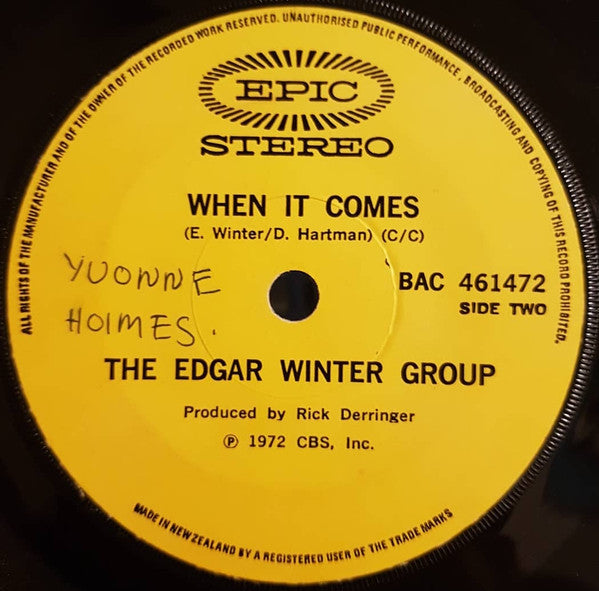 ALL RIGHTS OF THE MANUFACTURER AND OF THE OWNER OF THE RECORDED WORK RESERVED. UNAUTHORISED PUBLIC PERFORMANCE, BROADCASTING AND COPYING OF THIS RECORD PROHIBITED.
EPIC
STEREO
WHEN IT COMES
(E. Winter/D. Hartman) (C/C)
YVONNE
HOlMES.
BAC 461472
SIDE TWO
THE EDGAR WINTER GROUP
Produced by Rick Derringer
℗ 1972 CBS, Inc.
MADE IN NEW ZEALAND BY A REGISTERED USER OF THE TRADE MARKS